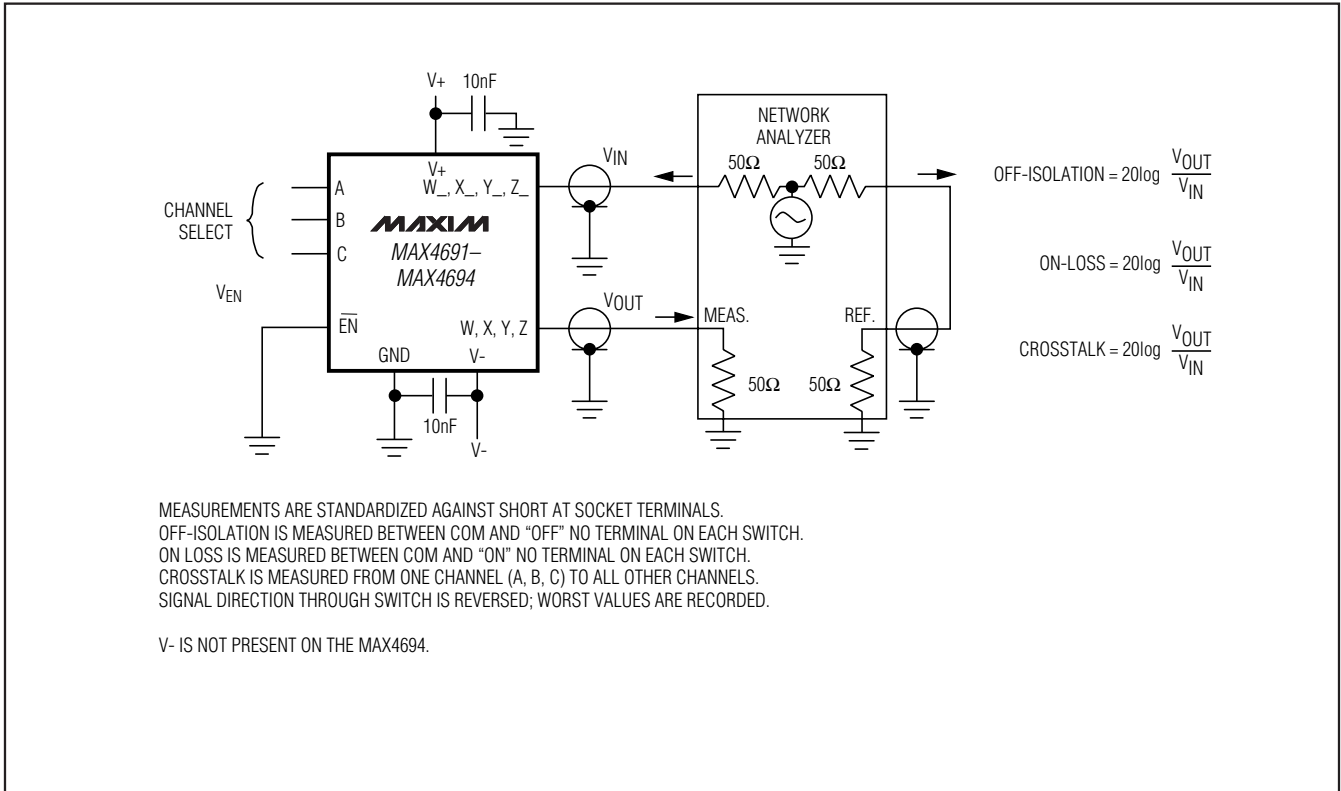 V+ 10nF
NETWORK
ANALYZER
50Ω 50Ω
VIN
V+
W_, X_, Y_, Z_
CHANNEL
SELECT
A
B
C
MAXIM
MAX4691–
MAX4694
VEN
EN
W, X, Y, Z
GND V-
VOUT
MEAS. REF.
50Ω 50Ω
10nF
V-
OFF-ISOLATION = 20log VOUT
VIN
ON-LOSS = 20log VOUT
VIN
CROSSTALK = 20log VOUT
VIN
MEASUREMENTS ARE STANDARDIZED AGAINST SHORT AT SOCKET TERMINALS.
OFF-ISOLATION IS MEASURED BETWEEN COM AND “OFF” NO TERMINAL ON EACH SWITCH.
ON LOSS IS MEASURED BETWEEN COM AND “ON” NO TERMINAL ON EACH SWITCH.
CROSSTALK IS MEASURED FROM ONE CHANNEL (A, B, C) TO ALL OTHER CHANNELS.
SIGNAL DIRECTION THROUGH SWITCH IS REVERSED; WORST VALUES ARE RECORDED.
V- IS NOT PRESENT ON THE MAX4694.